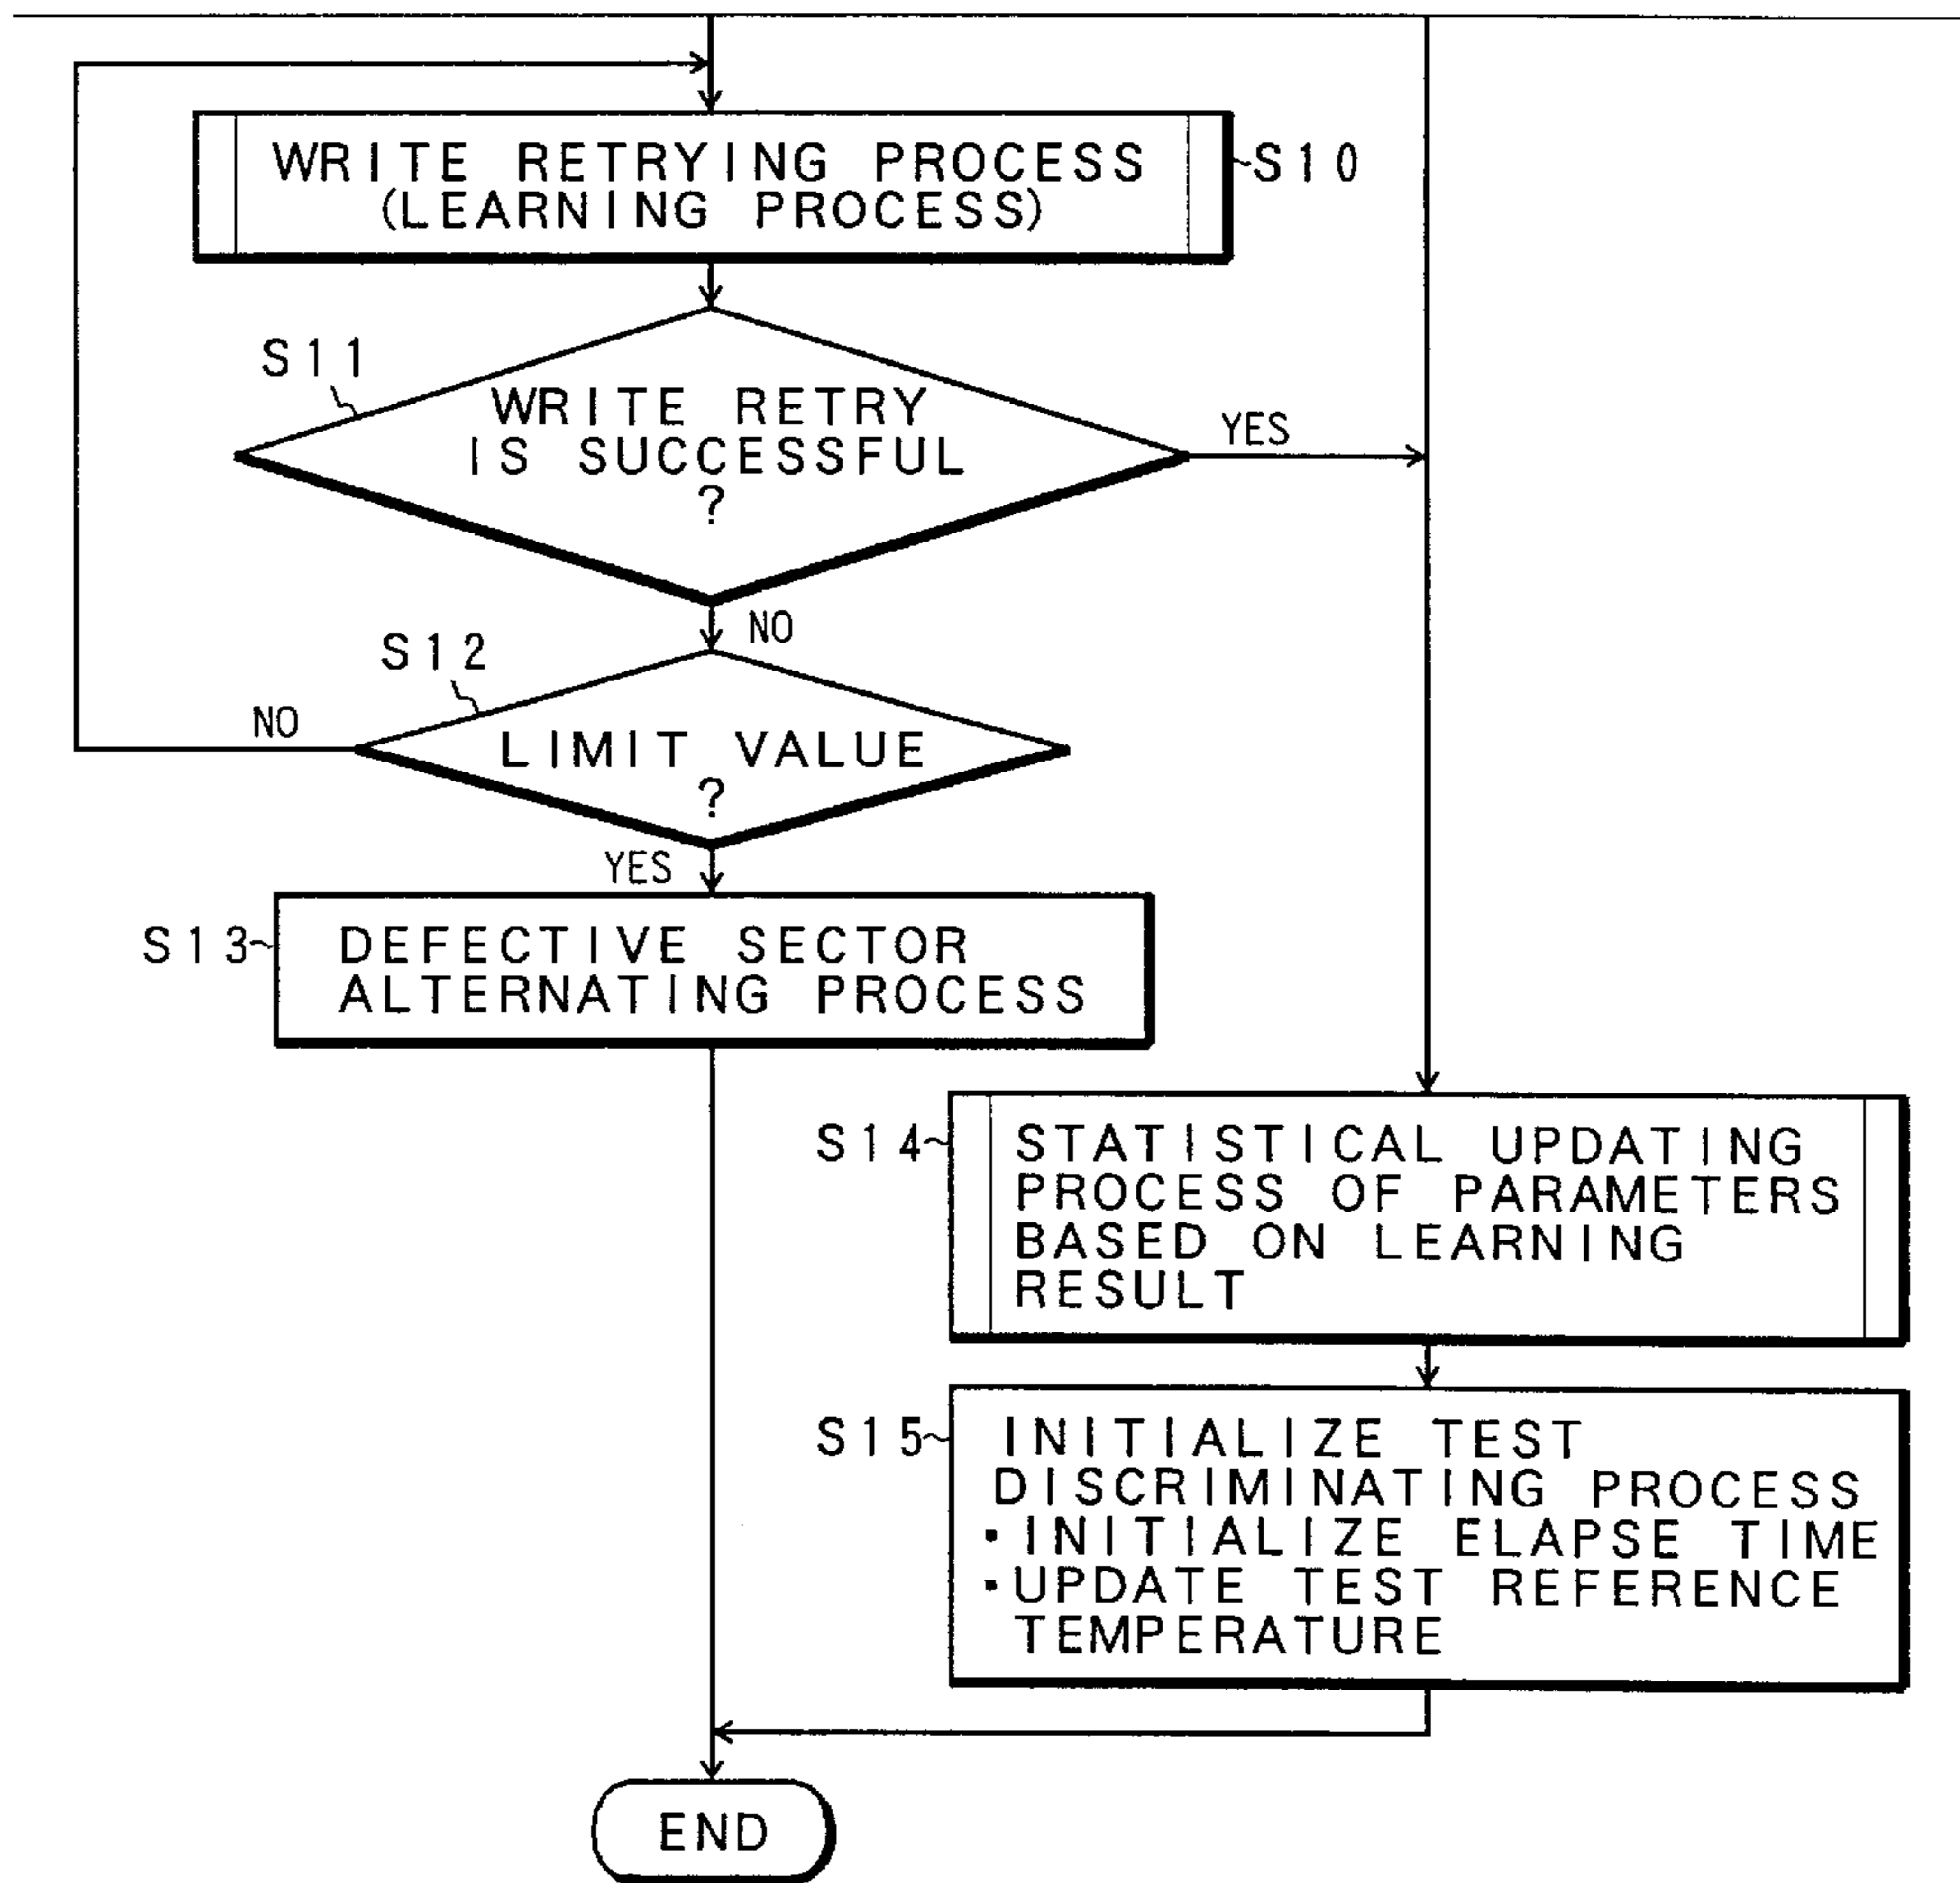 WRITE RETRYING PROCESS
(LEARNING PROCESS)
S10
S11
WRITE RETRY
IS SUCCESSFUL
?
YES
NO
S12
LIMIT VALUE
?
NO
YES
S13
DEFECTIVE SECTOR
ALTERNATING PROCESS
S14
STATISTICAL UPDATING
PROCESS OF PARAMETERS
BASED ON LEARNING
RESULT
S15
INITIALIZE TEST
DISCRIMINATING PROCESS
・INITIALIZE ELAPSE TIME
・UPDATE TEST REFERENCE
TEMPERATURE
END